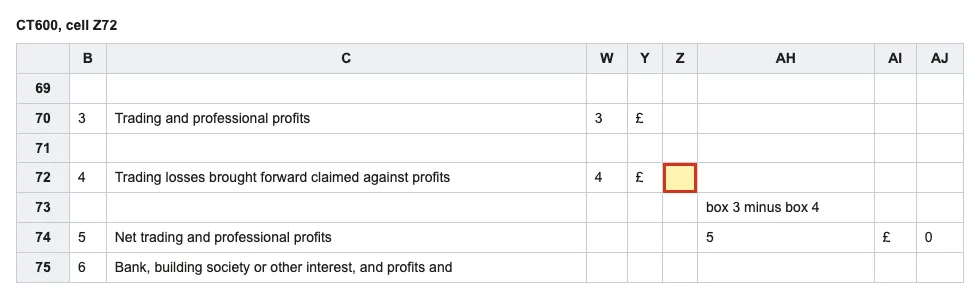 CT600, cell Z72
B C W Y Z AH AI AJ
69
70 3 Trading and professional profits 3 £
71
72 4 Trading losses brought forward claimed against profits 4 £
73 box 3 minus box 4
74 5 Net trading and professional profits 5 £ 0
75 6 Bank, building society or other interest, and profits and